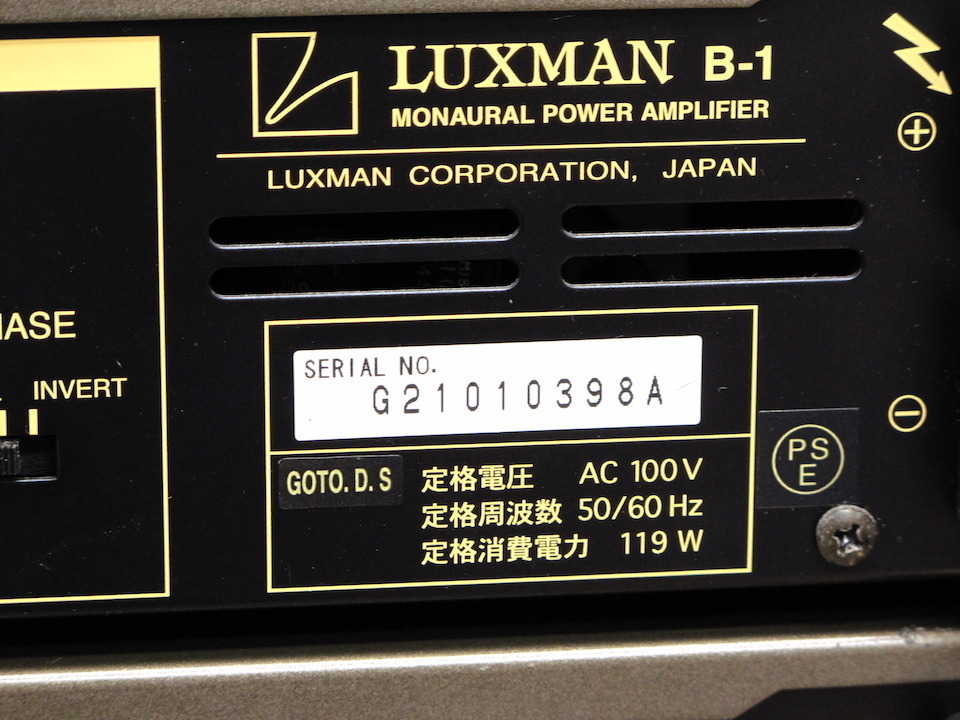 LUXMAN B-1
MONAURAL POWER AMPLIFIER
LUXMAN CORPORATION, JAPAN
INVERT
SERIAL NO.
G21010398A
GOTO. D. S
定格電圧 AC 100V
定格周波数 50/60 Hz
定格消費電力 119 W
PS
E